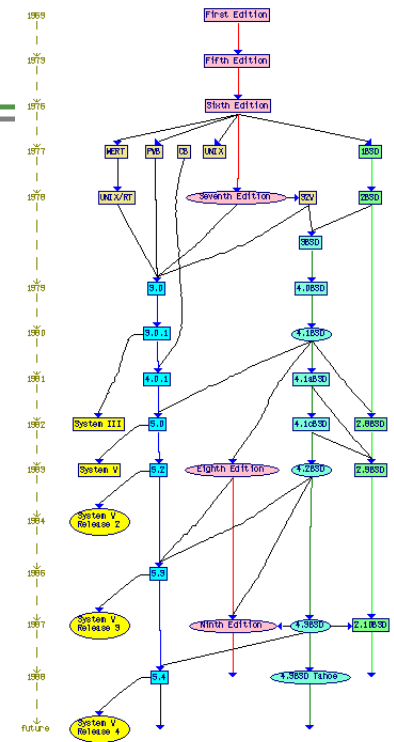 1969 First Edition
1973 Fifth Edition
1976 Sixth Edition
1977 MERT PWB CB UNIX 1BSD
1978 UNIX/RT Seventh Edition 32V 2BSD
3BSD
1979 3.0 4.0BSD
1980 3.0.1 4.1BSD
1981 4.0.1 4.1aBSD
1982 System III 5.0 4.1cBSD 2.8BSD
1983 System V 5.2 Eighth Edition 4.2BSD 2.9BSD
1984 System V
Release 2
1985 5.3
1987 System V
Release 3 Ninth Edition 4.3BSD 2.10BSD
1988 5.4 4.3BSD Tahoe
future System V
Release 4